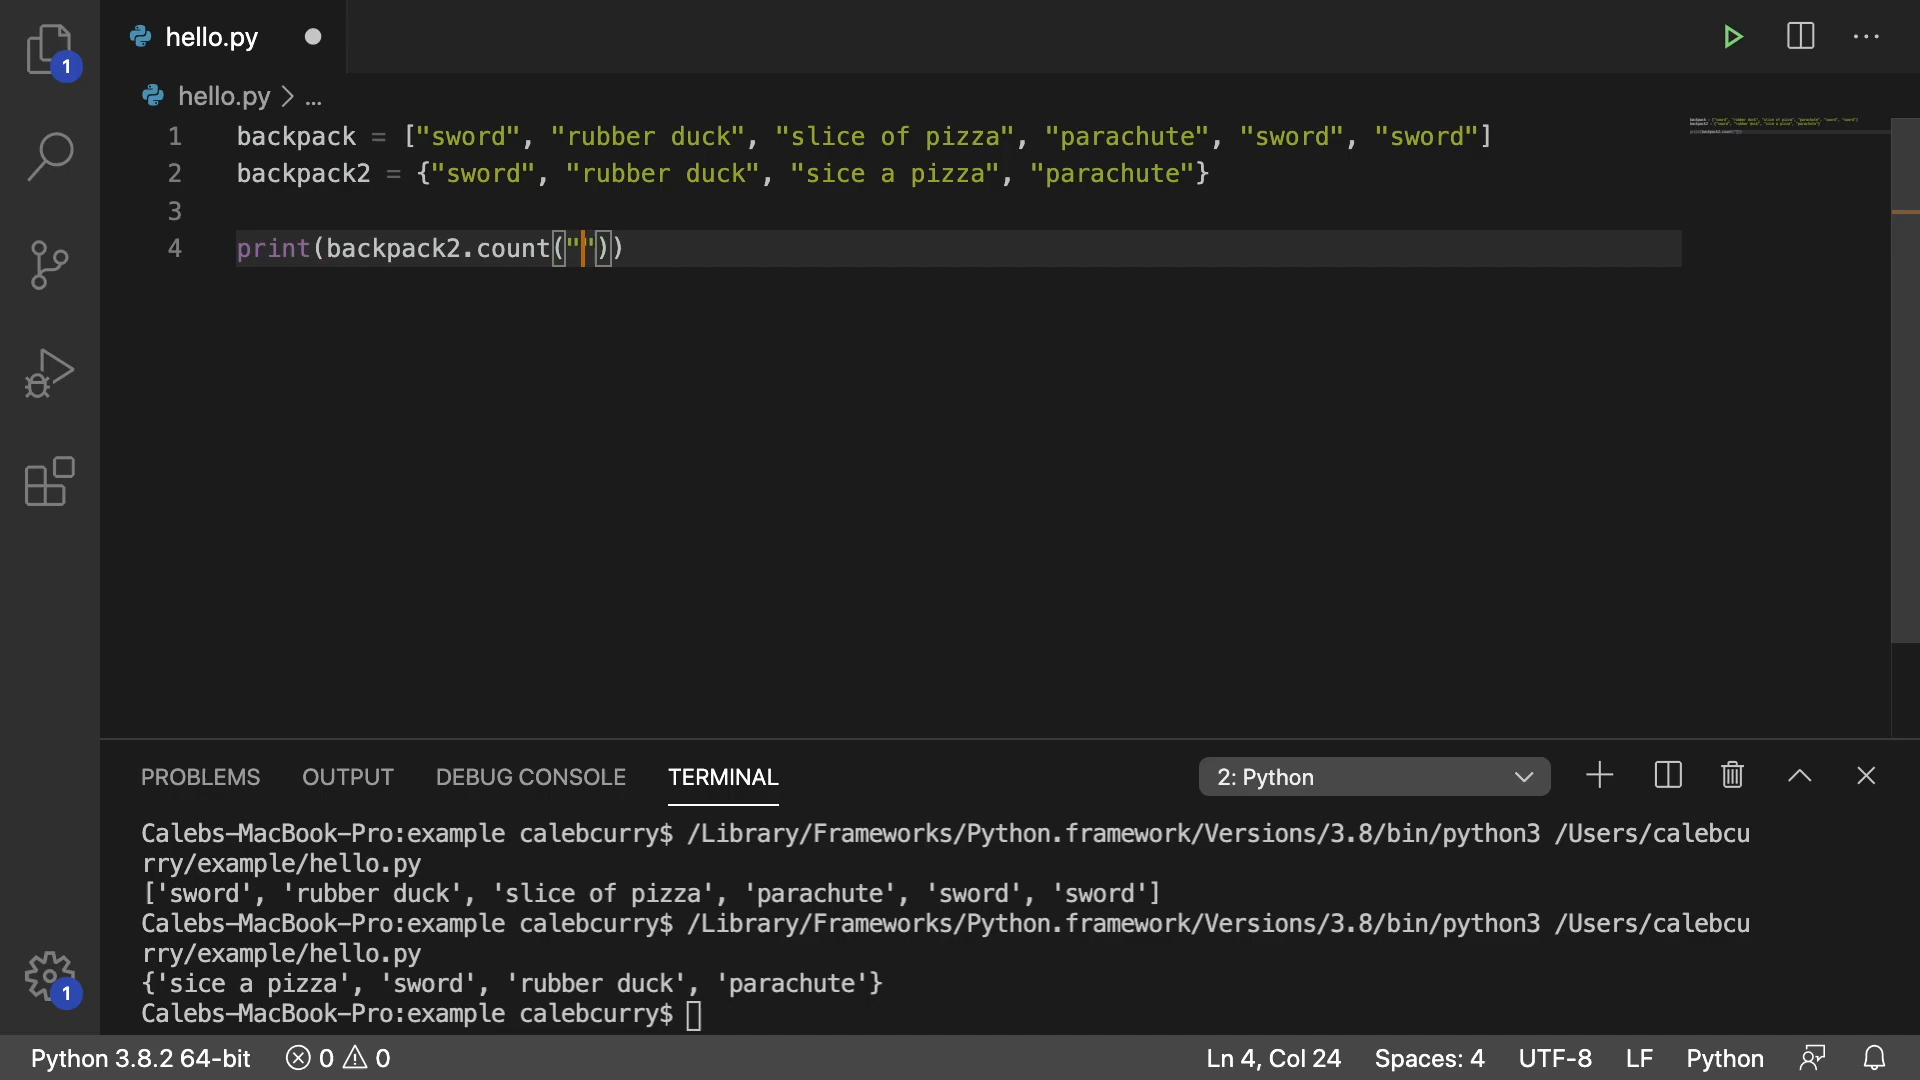 hello.py
1
hello.py > ...
1 backpack = ["sword", "rubber duck", "slice of pizza", "parachute", "sword", "sword"]
2 backpack2 = {"sword", "rubber duck", "sice a pizza", "parachute"}
3
4 print(backpack2.count(""))
PROBLEMS OUTPUT DEBUG CONSOLE TERMINAL 2: Python
Calebs-MacBook-Pro:example calebcurry$ /Library/Frameworks/Python.framework/Versions/3.8/bin/python3 /Users/calebcu
rry/example/hello.py
['sword', 'rubber duck', 'slice of pizza', 'parachute', 'sword', 'sword']
Calebs-MacBook-Pro:example calebcurry$ /Library/Frameworks/Python.framework/Versions/3.8/bin/python3 /Users/calebcu
rry/example/hello.py
{'sice a pizza', 'sword', 'rubber duck', 'parachute'}
Calebs-MacBook-Pro:example calebcurry$
1
Python 3.8.2 64-bit 0 0 Ln 4, Col 24 Spaces: 4 UTF-8 LF Python